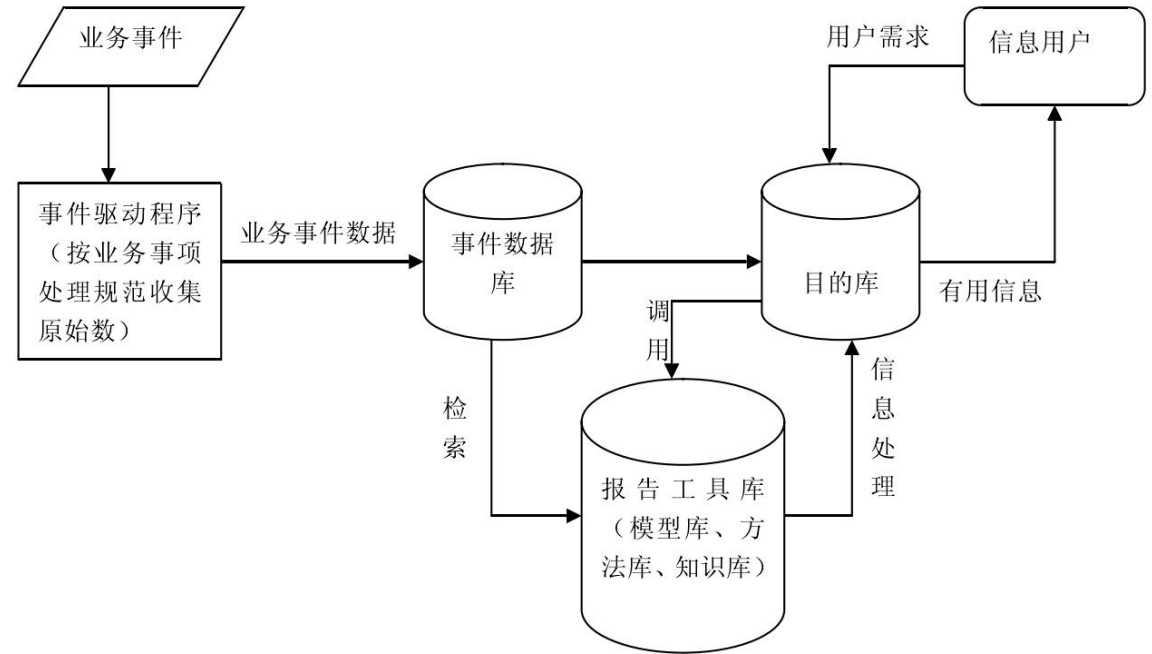 业务事件
用户需求
信息用户
事件驱动程序
（按业务事项
处理规范收集
原始数）
业务事件数据
事件数据
库
目的库
有用信息
调
用
检
索
信
息
处
理
报告工具库
（模型库、方
法库、知识库）